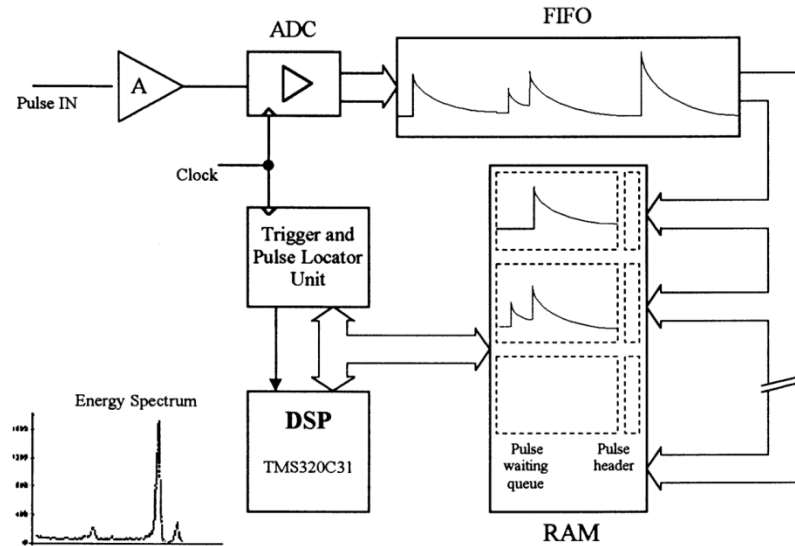 ADC
FIFO
A
Pulse IN
Clock
Trigger and
Pulse Locator
Unit
DSP
TMS320C31
Pulse
waiting
queue
Pulse
header
RAM
Energy Spectrum